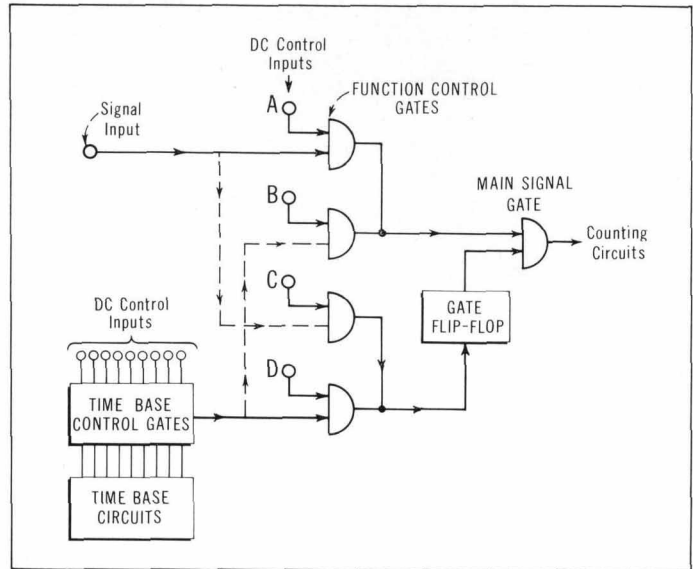 DC Control
Inputs
A
FUNCTION CONTROL
GATES
Signal
Input
B
MAIN SIGNAL
GATE
Counting
Circuits
C
GATE
FLIP-FLOP
DC Control
Inputs
D
TIME BASE
CONTROL GATES
TIME BASE
CIRCUITS